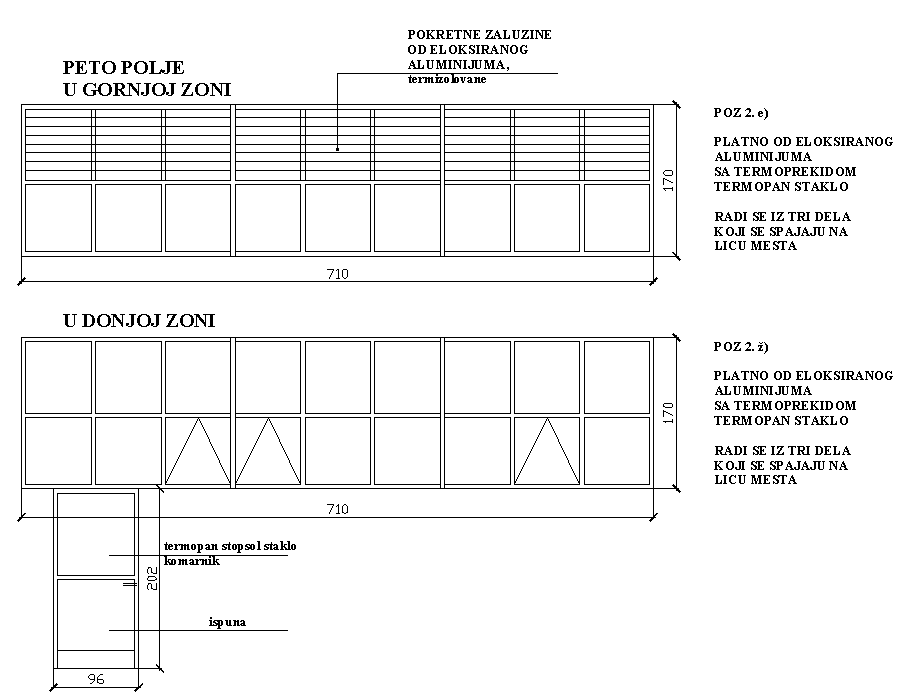 POKRETNE ZALUZINE
OD ELOKSIRANOG
ALUMINIJUMA,
termizolovane
PETO POLJE
U GORNJOJ ZONI
POZ 2. e)
PLATNO OD ELOKSIRANOG
ALUMINIJUMA
SA TERMOPREKIDOM
TERMOPAN STAKLO
RADI SE IZ TRI DELA
KOJI SE SPAJAJU NA
LICU MESTA
170
710
U DONJOJ ZONI
POZ 2. ž)
PLATNO OD ELOKSIRANOG
ALUMINIJUMA
SA TERMOPREKIDOM
TERMOPAN STAKLO
RADI SE IZ TRI DELA
KOJI SE SPAJAJU NA
LICU MESTA
170
710
termopan stopsol staklo
komarnik
202
ispuna
96